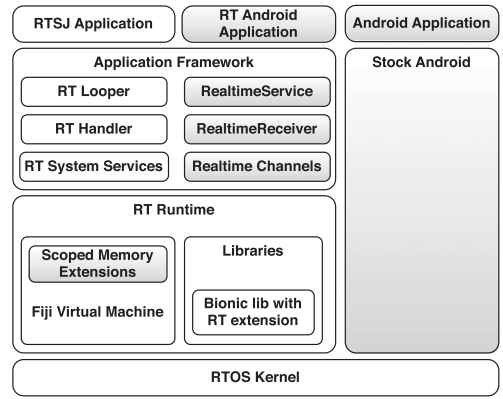 RTSJ Application
RT Android
Application
Android Application
Application Framework
RT Looper
RealtimeService
RT Handler
RealtimeReceiver
RT System Services
Realtime Channels
Stock Android
RT Runtime
Scoped Memory
Extensions
Fiji Virtual Machine
Libraries
Bionic lib with
RT extension
RTOS Kernel